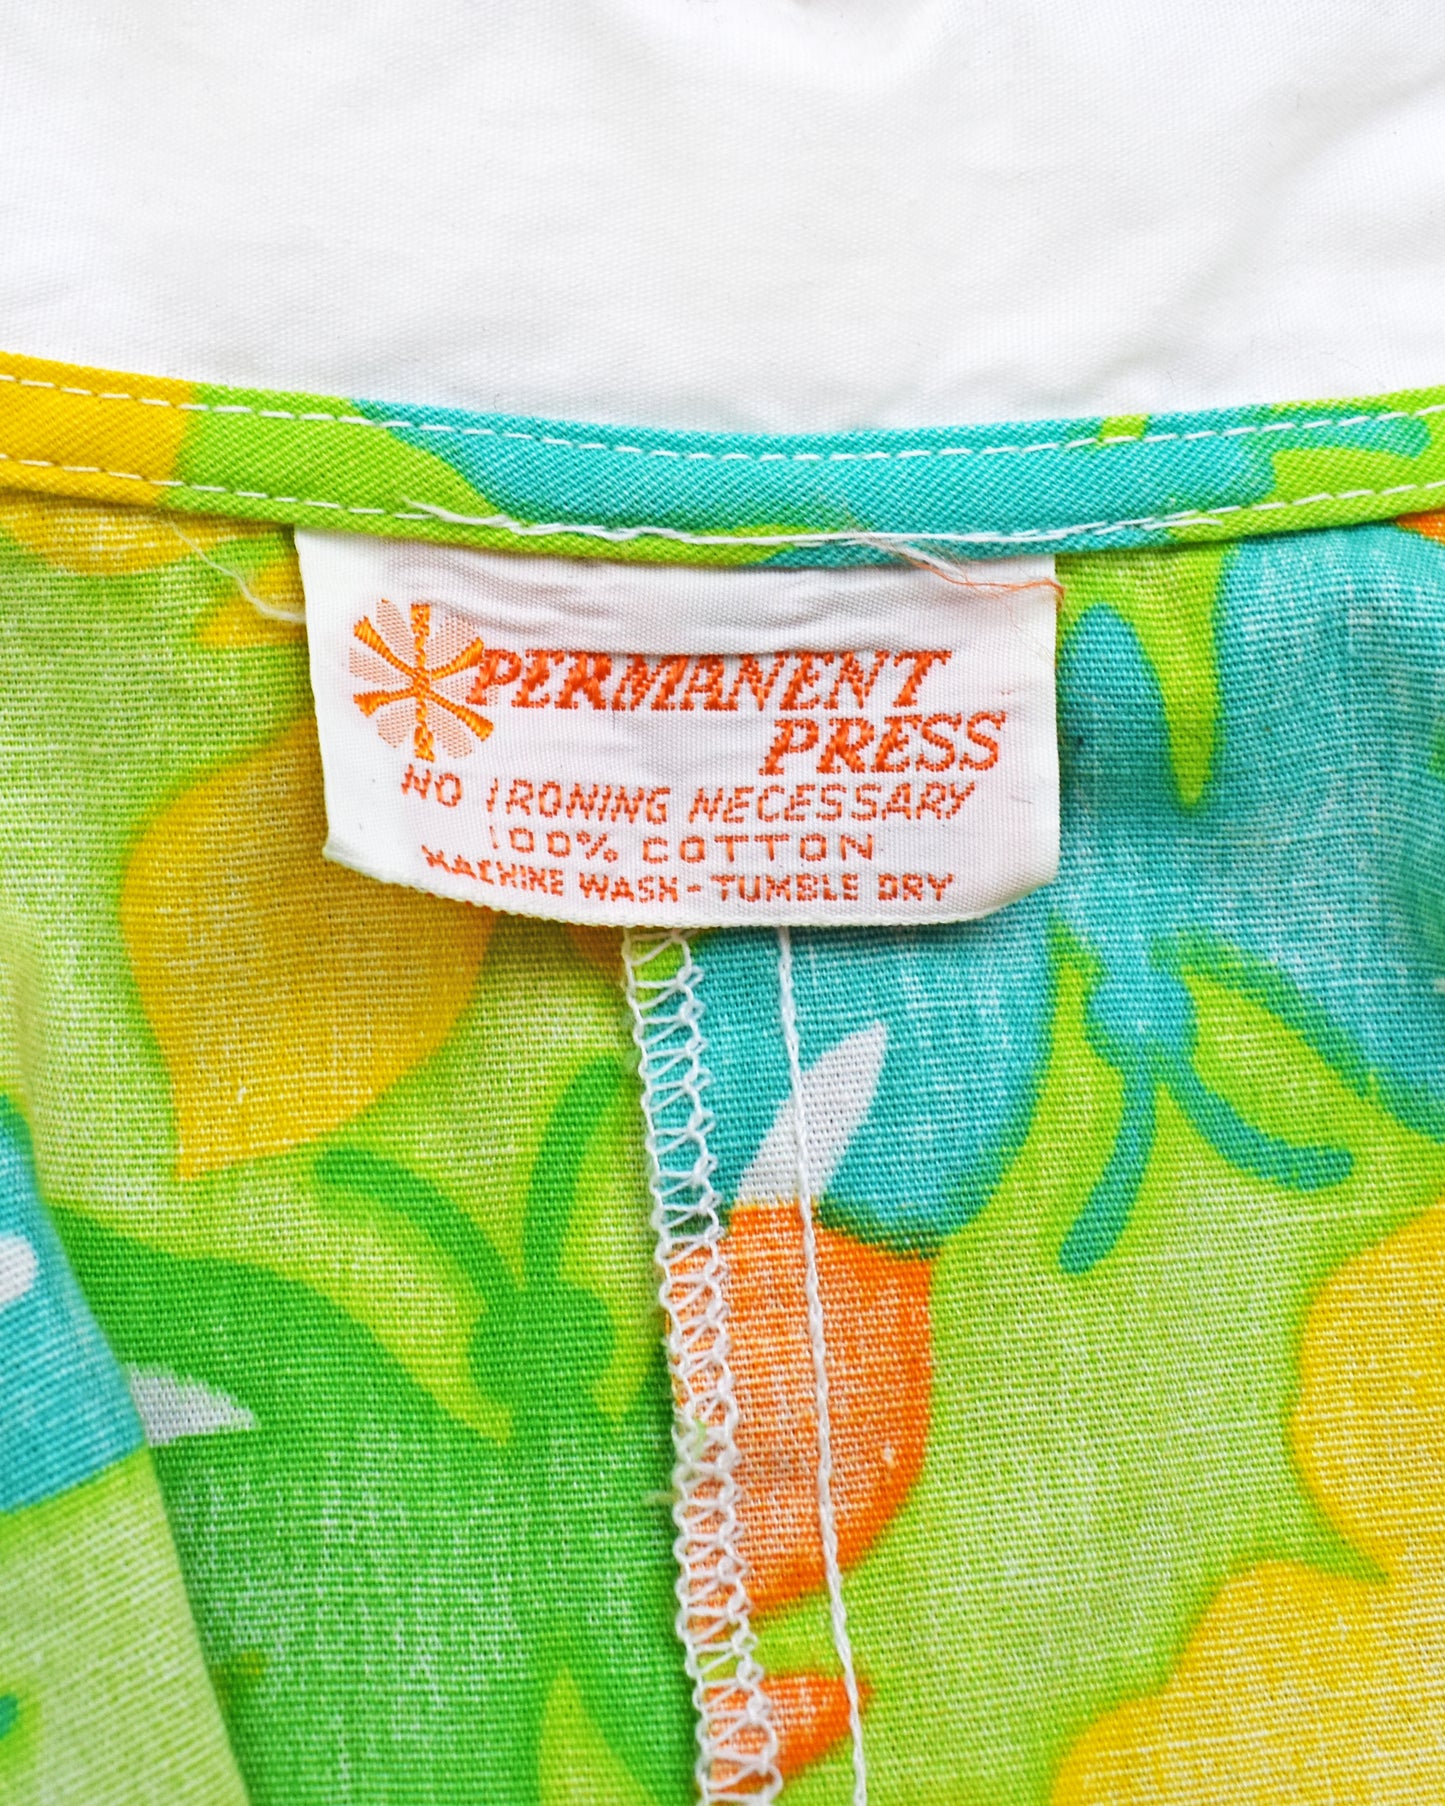 PERMANENT
PRESS
NO IRONING NECESSARY
100% COTTON
MACHINE WASH - TUMBLE DRY